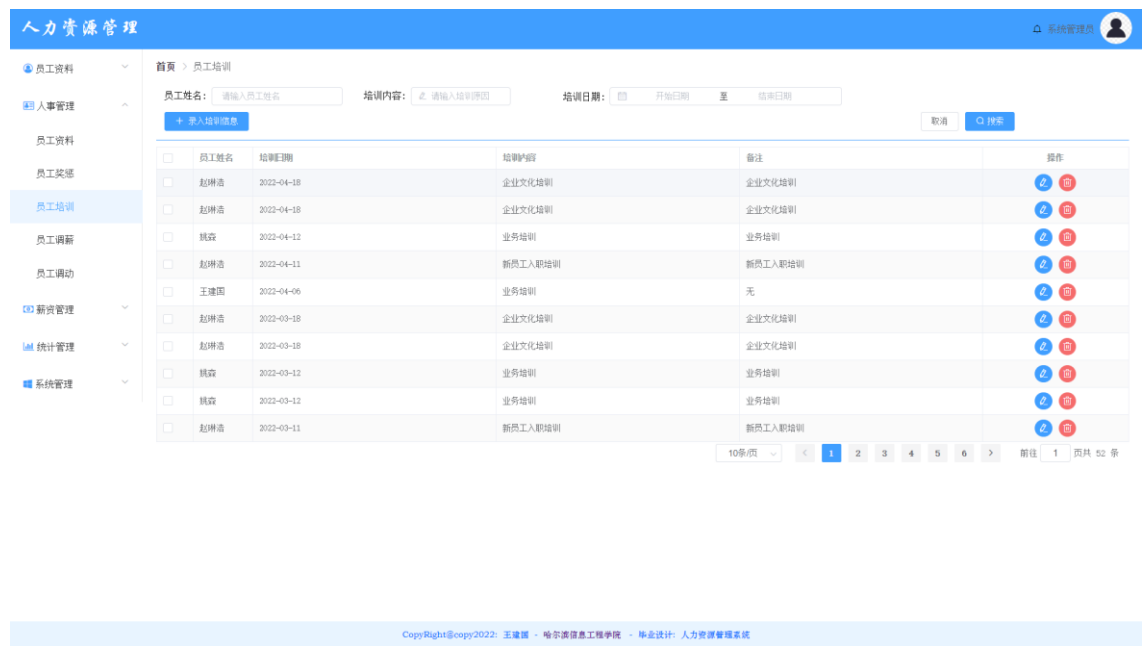 人力资源管理
系统管理员
员工资料
人事管理
员工资料
员工奖惩
员工培训
员工调薪
员工调动
薪资管理
统计管理
系统管理
首页 > 员工培训
员工姓名: 请输入员工姓名 培训内容: 请输入培训原因 培训日期: 开始日期 至 结束日期
+ 录入培训信息 取消 搜索
员工姓名 培训日期 培训内容 备注 操作
赵琳浩 2022-04-18 企业文化培训 企业文化培训
赵琳浩 2022-04-18 企业文化培训 企业文化培训
姚森 2022-04-12 业务培训 业务培训
赵琳浩 2022-04-11 新员工入职培训 新员工入职培训
王建国 2022-04-06 业务培训 无
赵琳浩 2022-03-18 企业文化培训 企业文化培训
赵琳浩 2022-03-18 企业文化培训 企业文化培训
姚森 2022-03-12 业务培训 业务培训
姚森 2022-03-12 业务培训 业务培训
赵琳浩 2022-03-11 新员工入职培训 新员工入职培训
10条/页 < 1 2 3 4 5 6 > 前往 1 页共 52 条
CopyRight@copy2022: 王建国 - 哈尔滨信息工程学院 - 毕业设计: 人力资源管理系统